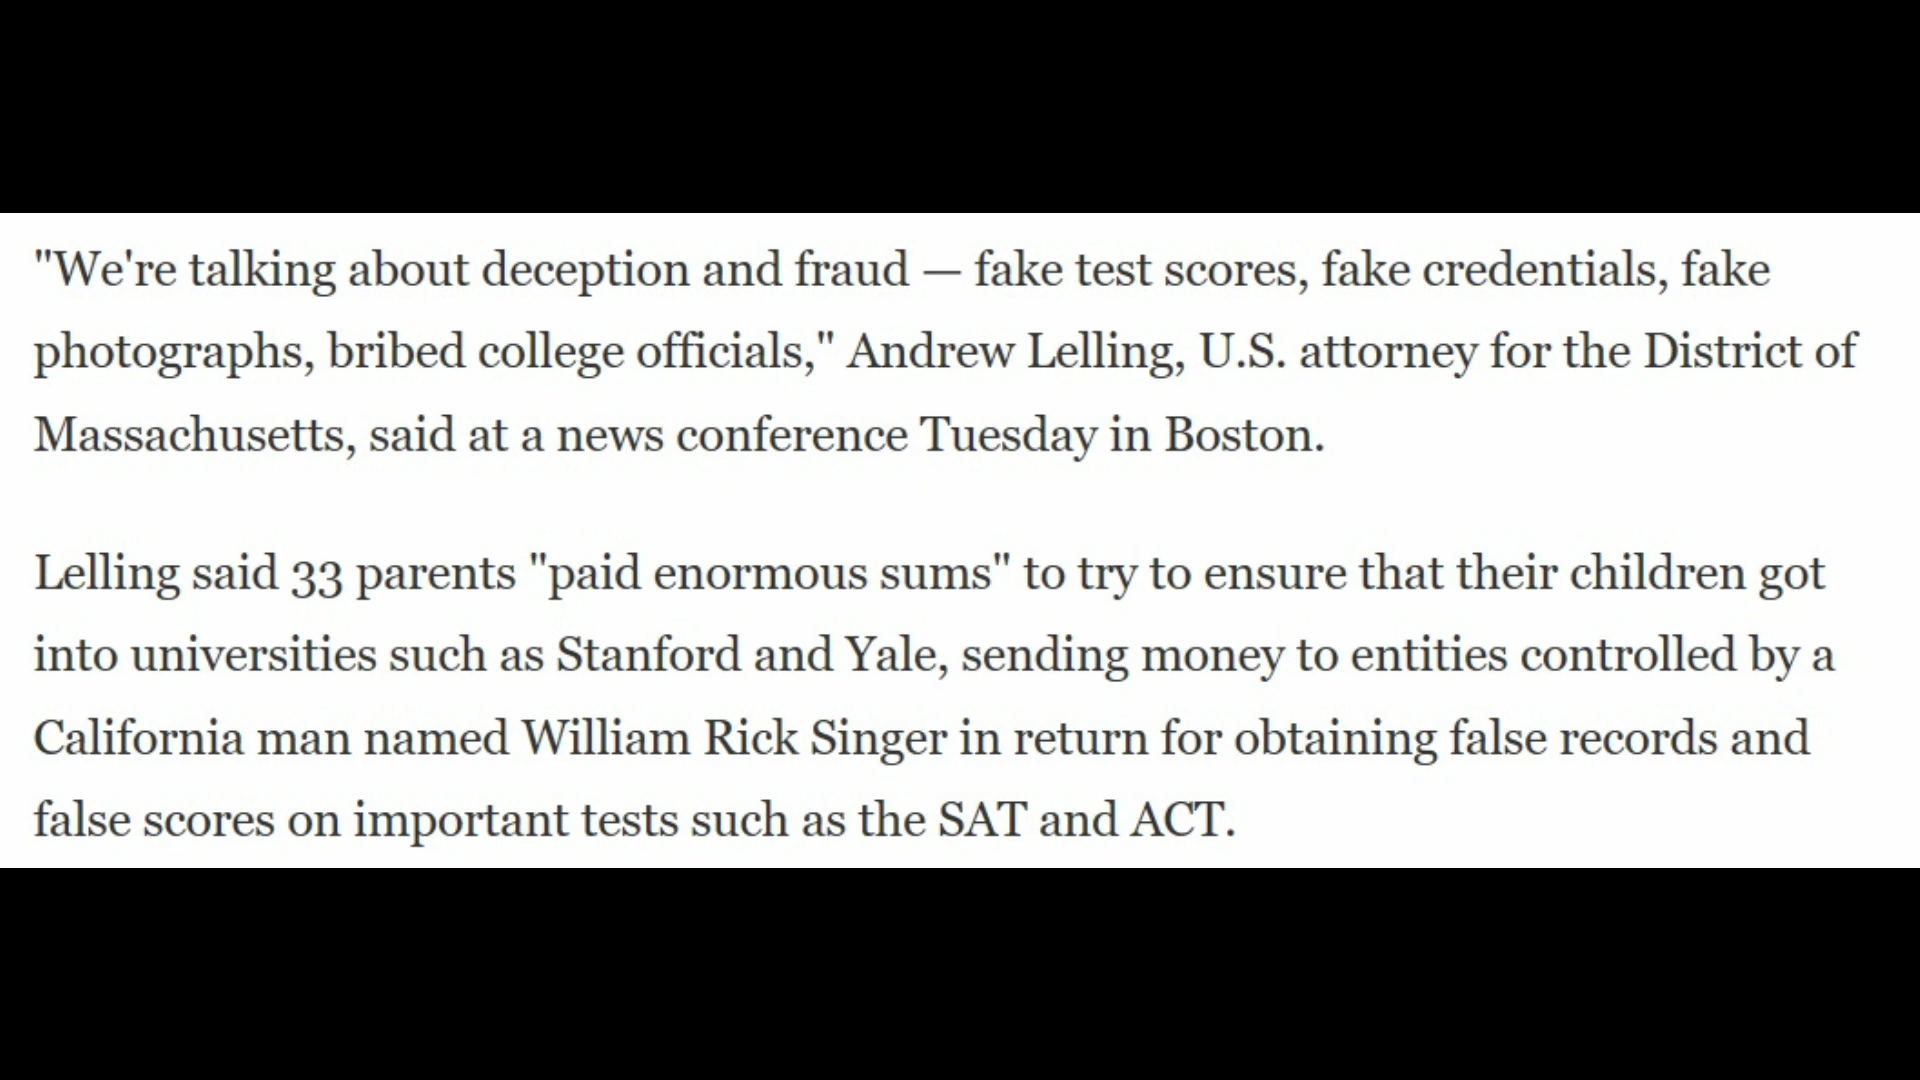 "We're talking about deception and fraud — fake test scores, fake credentials, fake
photographs, bribed college officials," Andrew Lelling, U.S. attorney for the District of
Massachusetts, said at a news conference Tuesday in Boston.
Lelling said 33 parents "paid enormous sums" to try to ensure that their children got
into universities such as Stanford and Yale, sending money to entities controlled by a
California man named William Rick Singer in return for obtaining false records and
false scores on important tests such as the SAT and ACT.